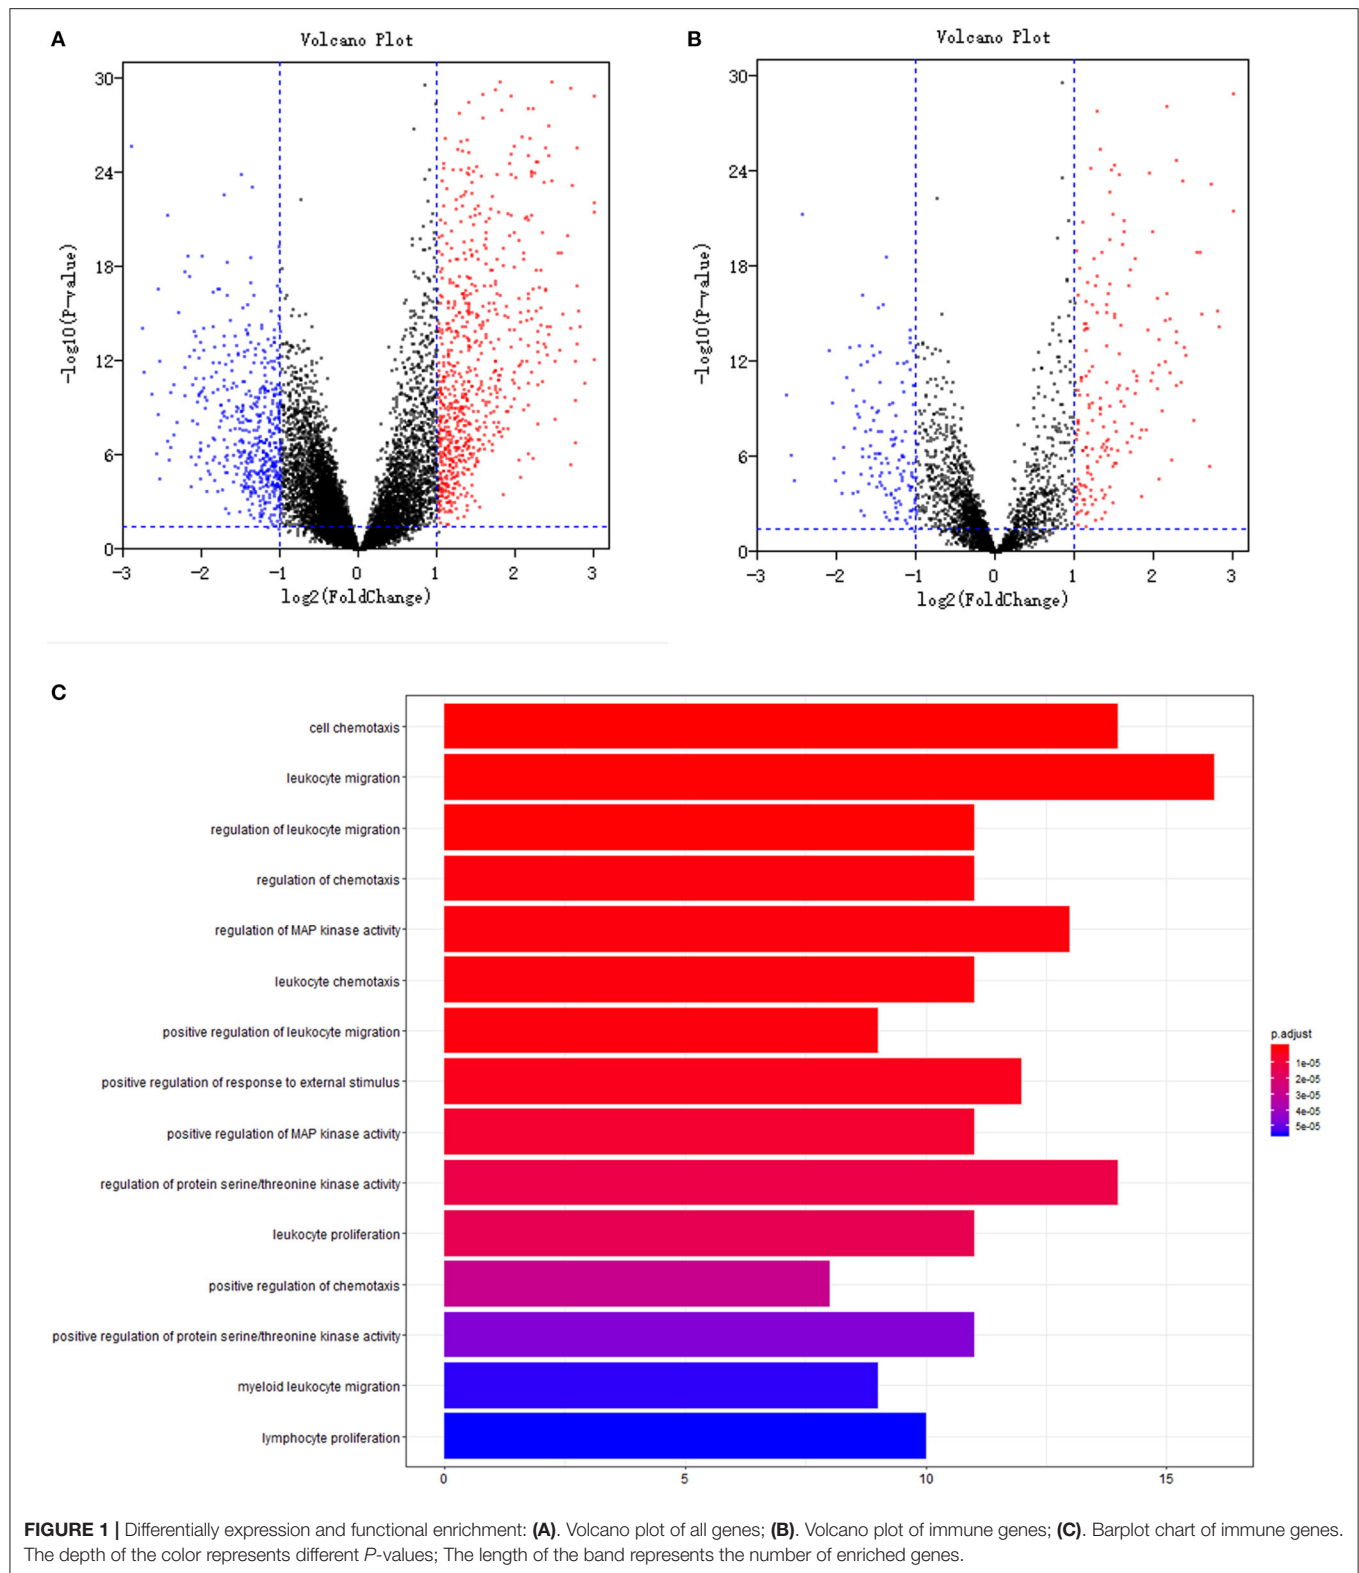 A
Volcano Plot
30
24
18
12
6
0
-log10(P-value)
-3 -2 -1 0 1 2 3
log2(FoldChange)
B
Volcano Plot
30
24
18
12
6
0
-log10(P-value)
-3 -2 -1 0 1 2 3
log2(FoldChange)
C
cell chemotaxis
leukocyte migration
regulation of leukocyte migration
regulation of chemotaxis
regulation of MAP kinase activity
leukocyte chemotaxis
positive regulation of leukocyte migration
positive regulation of response to external stimulus
positive regulation of MAP kinase activity
regulation of protein serine/threonine kinase activity
leukocyte proliferation
positive regulation of chemotaxis
positive regulation of protein serine/threonine kinase activity
myeloid leukocyte migration
lymphocyte proliferation
0 5 10 15
p.adjust
1e-05
2e-05
3e-05
4e-05
5e-05
FIGURE 1 | Differentially expression and functional enrichment: (A). Volcano plot of all genes; (B). Volcano plot of immune genes; (C). Barplot chart of immune genes.
The depth of the color represents different P-values; The length of the band represents the number of enriched genes.